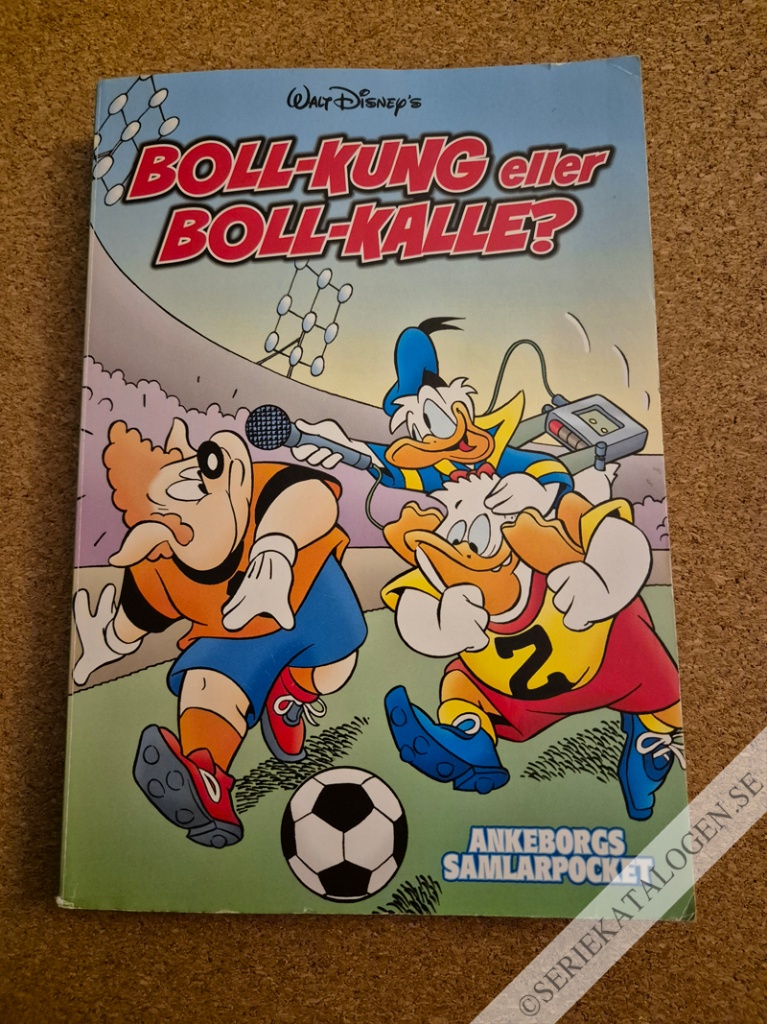 WALT DISNEY'S
BOLL-KUNG eller
BOLL-KALLE?
2
ANKEBORGS
SAMLARPOCKET
©SERIEKATALOGEN.SE